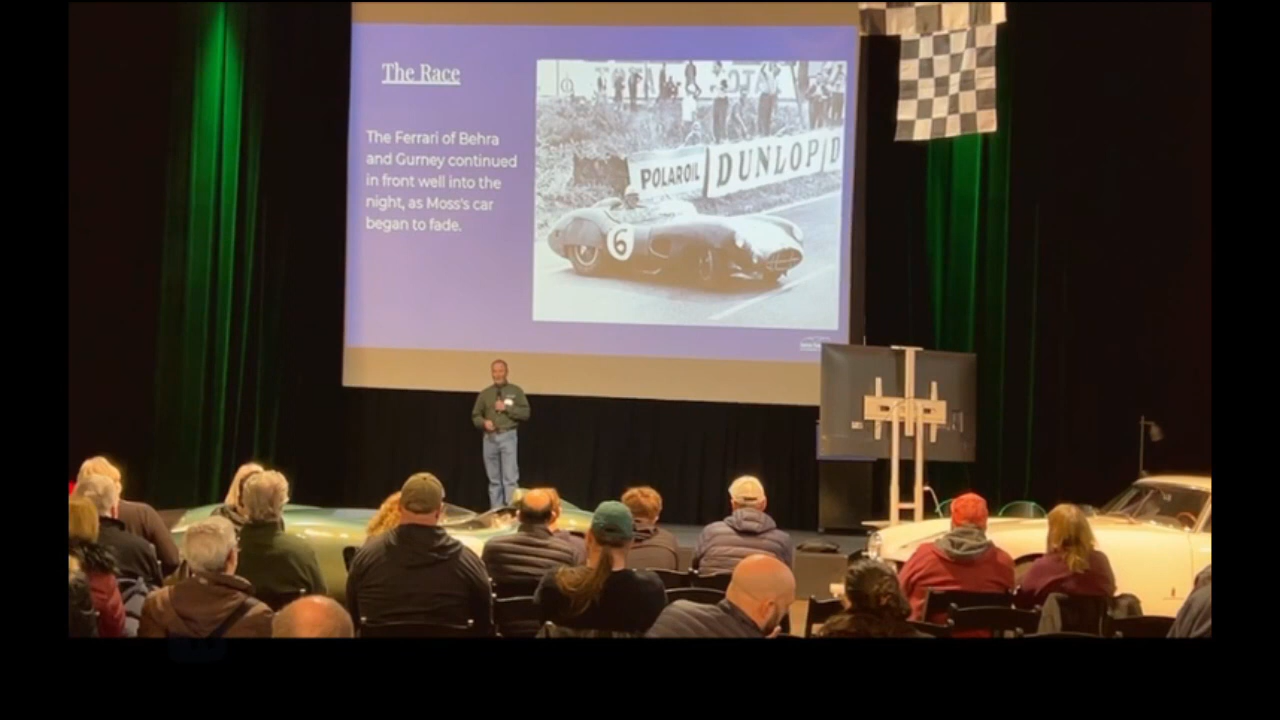 The Race
The Ferrari of Behra
and Gurney continued
in front well into the
night, as Moss's car
began to fade.
POLAROIL
DUNLOP
D
6